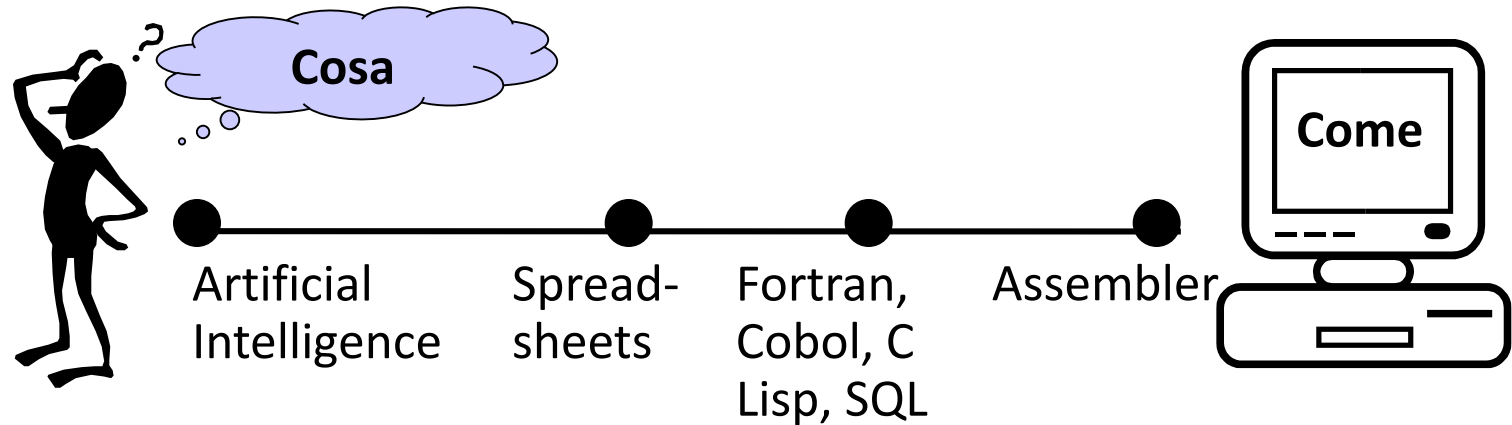 ?
Cosa
Come
Artificial
Intelligence
Spread-
sheets
Fortran,
Cobol, C
Lisp, SQL
Assembler